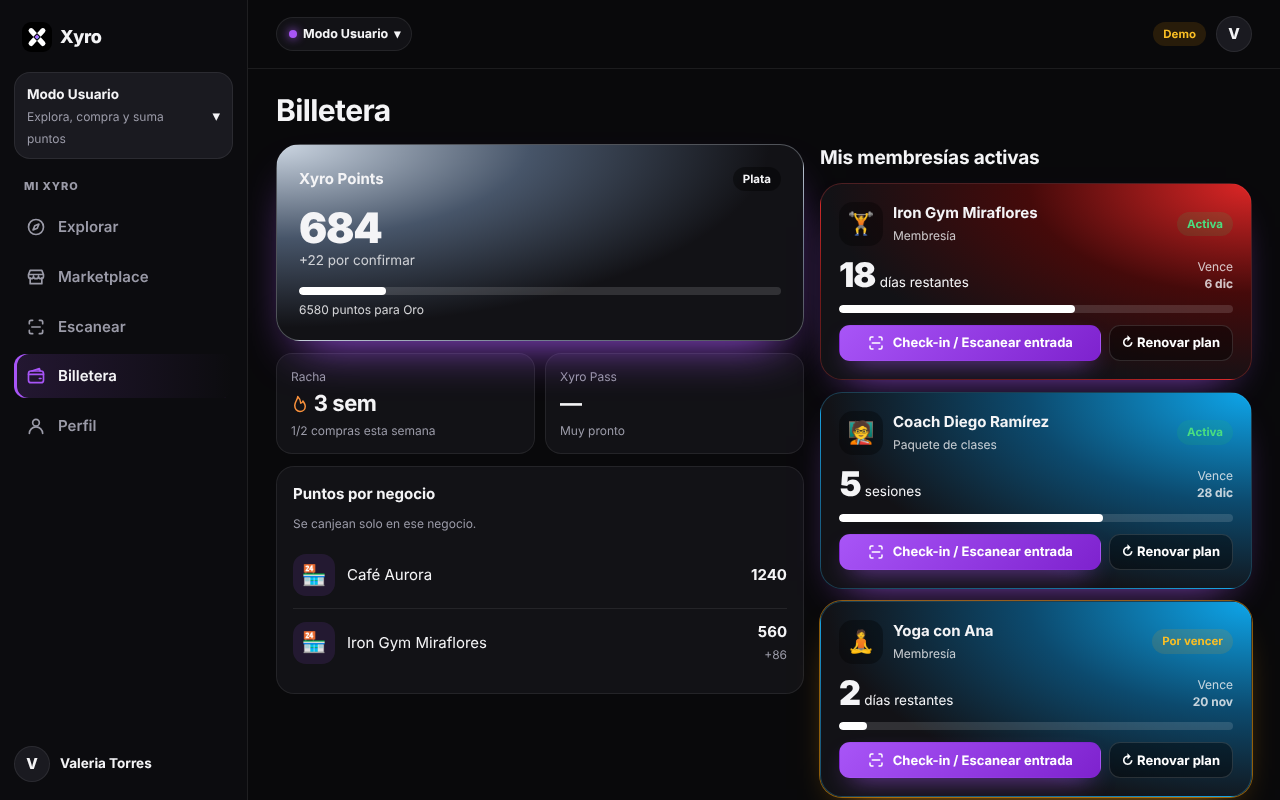 Xyro
Modo Usuario
Explora, compra y suma
puntos
▾
MI XYRO
Explorar
Marketplace
Escanear
Billetera
Perfil
V
Valeria Torres
Modo Usuario ▾
Demo
V
Billetera
Xyro Points
Plata
684
+22 por confirmar
6580 puntos para Oro
Racha
3 sem
1/2 compras esta semana
Xyro Pass
—
Muy pronto
Puntos por negocio
Se canjean solo en ese negocio.
Café Aurora
1240
Iron Gym Miraflores
560
+86
Mis membresías activas
Iron Gym Miraflores
Membresía
Activa
18 días restantes
Vence
6 dic
Check-in / Escanear entrada
↻ Renovar plan
Coach Diego Ramírez
Paquete de clases
Activa
5 sesiones
Vence
28 dic
Check-in / Escanear entrada
↻ Renovar plan
Yoga con Ana
Membresía
Por vencer
2 días restantes
Vence
20 nov
Check-in / Escanear entrada
↻ Renovar plan